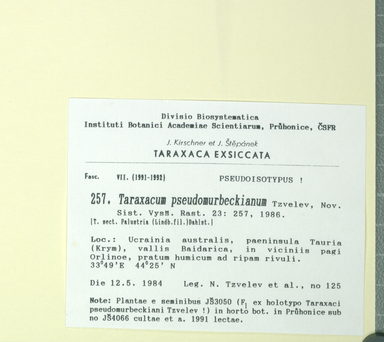 Divisio Biosystematica
Instituti Botanici Academiae Scientiarum, Průhonice, ČSFR
J. Kirschner et J. Štěpánek
TARAXACA EXSICCATA
Fasc. VII. (1991-1992) PSEUDOISOTYPUS !
257. Taraxacum pseudomurbeckianum Tzvelev, Nov.
Sist. Vysm. Rast. 23: 257, 1986.
(T. sect. Palustria (Lindb.fil.)Dahlst.)
Loc.: Ucrainia australis, paeninsula Tauria
(Krym), vallis Baidarica, in viciniis pagi
Orlinoe, pratum humicum ad ripam rivuli.
33°49'E 44°25' N
Die 12.5. 1984 Leg. N. Tzvelev et al., no 125
Note: Plantae e seminibus JŠ3050 (F₁ ex holotypo Taraxaci
pseudomurbeckiani Tzvelev !) in horto bot. in Průhonice sub
no JŠ4066 cultae et a. 1991 lectae.